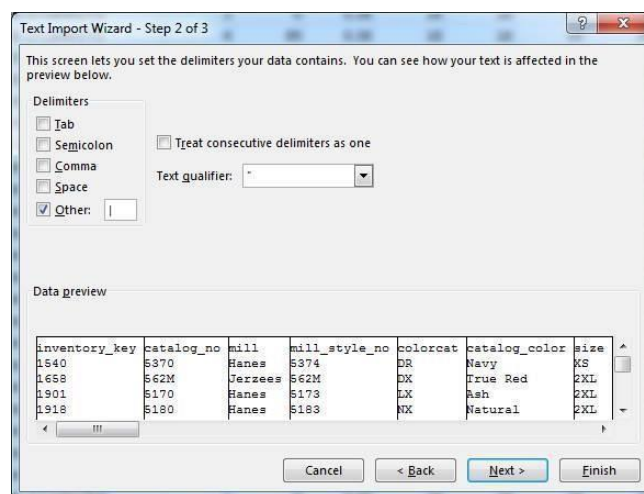 Text Import Wizard - Step 2 of 3
This screen lets you set the delimiters your data contains. You can see how your text is affected in the
preview below.
Delimiters
Tab
Semicolon
Comma
Space
Other: |
Treat consecutive delimiters as one
Text qualifier: "
Data preview
inventory_key catalog_no mill mill_style_no colorcat catalog_color size
1540 5370 Hanes 5374 DR Navy XS
1658 562M Jerzees 562M DX True Red 2XL
1901 5170 Hanes 5173 LX Ash 2XL
1918 5180 Hanes 5183 NX Natural 2XL
Cancel < Back Next > Finish